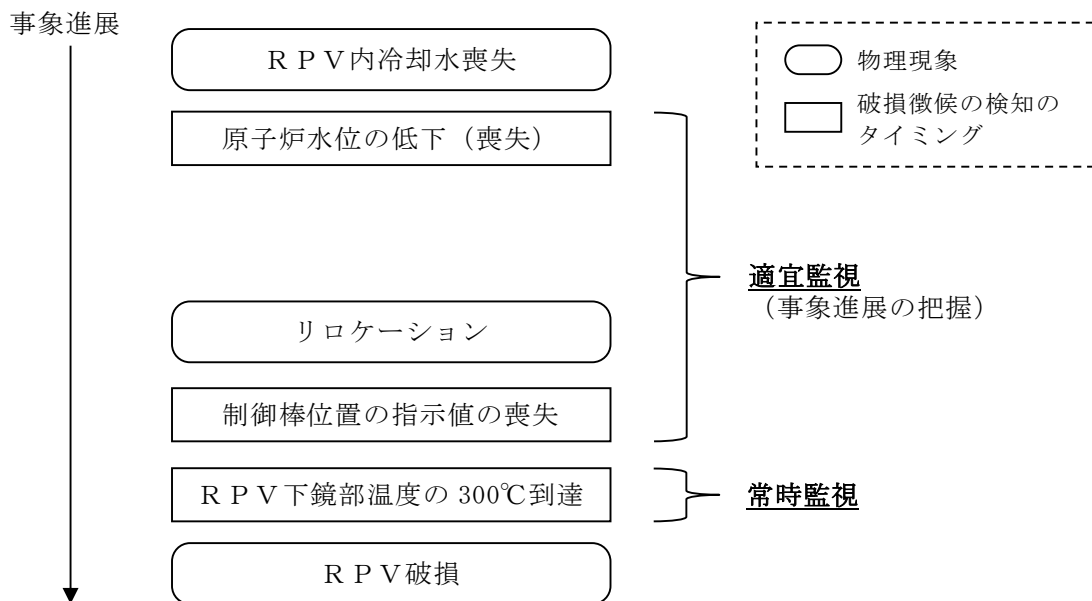 事象進展
ＲＰＶ内冷却水喪失
原子炉水位の低下（喪失）
リロケーション
制御棒位置の指示値の喪失
ＲＰＶ下鏡部温度の 300℃到達
ＲＰＶ破損
物理現象
破損徴候の検知の
タイミング
適宜監視
（事象進展の把握）
常時監視